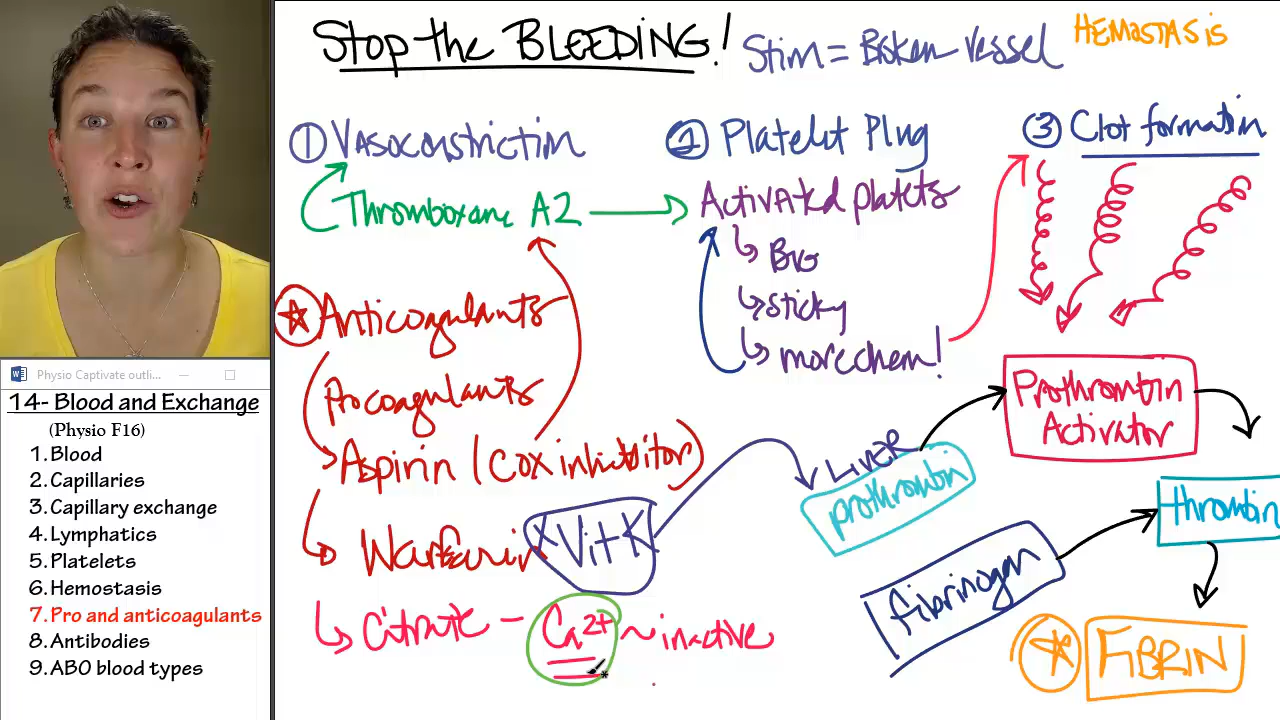 Stop the BLEEDING!
Stim = Broken vessel
HEMOSTASIS
① Vasoconstriction
Thromboxane A2
② Platelet Plug
Activated platets
↳ BIG
↳ sticky
↳ more chem!
③ Clot formation
☆ Anticoagulants
Procoagulants
Aspirin (COX inhibitor)
Warfarin X Vit K
↳ Citrate - Ca2+ ~ inactive
LIVER
prothrombin
Prothrombin
Activator
thrombin
fibrinogen
☆ FIBRIN
Physio Captivate outli...
14- Blood and Exchange
(Physio F16)
1. Blood
2. Capillaries
3. Capillary exchange
4. Lymphatics
5. Platelets
6. Hemostasis
7. Pro and anticoagulants
8. Antibodies
9. ABO blood types